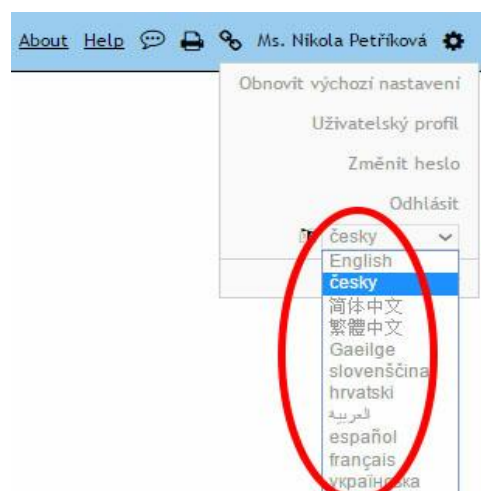 About Help Ms. Nikola Petříková
Obnovit výchozí nastavení
Uživatelský profil
Změnit heslo
Odhlásit
česky
English
česky
简体中文
繁體中文
Gaeilge
slovenščina
hrvatski
العربية
español
français
українська